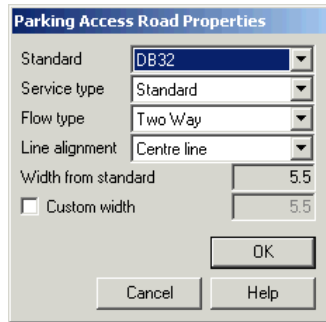 Parking Access Road Properties
Standard DB32
Service type Standard
Flow type Two Way
Line alignment Centre line
Width from standard 5.5
Custom width 5.5
OK
Cancel Help